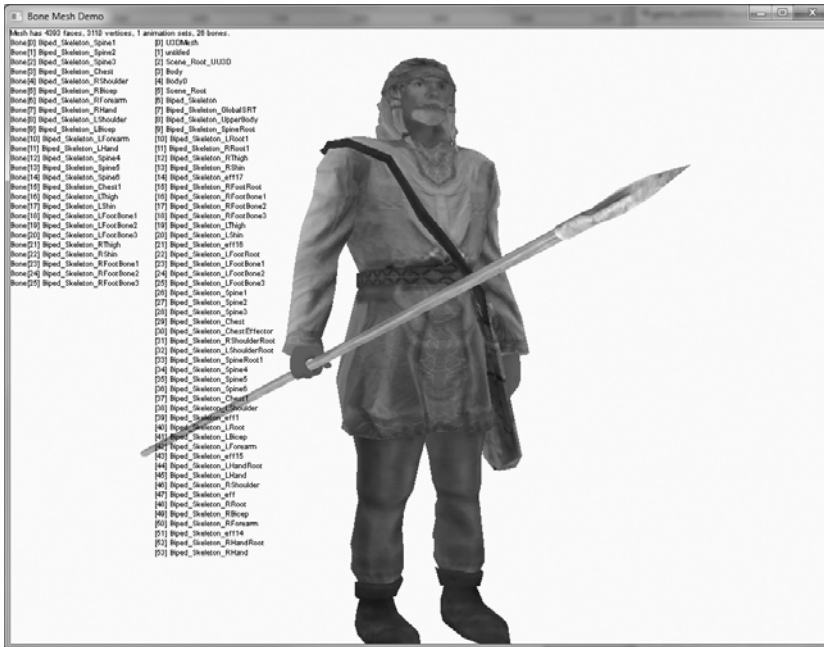 Bone Mesh Demo
Mesh has faces, vertices, 1 animation sets, 26 bones.
Bone[0] Biped_Skeleton_Spine1
Bone[1] Biped_Skeleton_Spine2
Bone[2] Biped_Skeleton_Spine3
Bone[3] Biped_Skeleton_Chest
Bone[4] Biped_Skeleton_RShoulder
Bone[5] Biped_Skeleton_RBicep
Bone[6] Biped_Skeleton_RForearm
Bone[7] Biped_Skeleton_RHand
Bone[8] Biped_Skeleton_LShoulder
Bone[9] Biped_Skeleton_LBicep
Bone[10] Biped_Skeleton_LForearm
Bone[11] Biped_Skeleton_LHand
Bone[12] Biped_Skeleton_Spine4
Bone[13] Biped_Skeleton_Spine5
Bone[14] Biped_Skeleton_Spine6
Bone[15] Biped_Skeleton_Chest1
Bone[16] Biped_Skeleton_LThigh
Bone[17] Biped_Skeleton_LShin
Bone[18] Biped_Skeleton_LFootBone1
Bone[19] Biped_Skeleton_LFootBone2
Bone[20] Biped_Skeleton_LFootBone3
Bone[21] Biped_Skeleton_RThigh
Bone[22] Biped_Skeleton_RShin
Bone[23] Biped_Skeleton_RFootBone1
Bone[24] Biped_Skeleton_RFootBone2
Bone[25] Biped_Skeleton_RFootBone3
[0] U3DMesh
[1] untitled
[2] Scene_Root_UU3D
[3] Body
[4] Body0
[5] Scene_Root
[6] Biped_Skeleton
[7] Biped_Skeleton_GlobalSRT
[8] Biped_Skeleton_UpperBody
[9] Biped_Skeleton_SpineRoot
[10] Biped_Skeleton_LRoot1
[11] Biped_Skeleton_RRoot1
[12] Biped_Skeleton_RThigh
[13] Biped_Skeleton_RShin
[14] Biped_Skeleton_eff17
[15] Biped_Skeleton_RFootRoot
[16] Biped_Skeleton_RFootBone1
[17] Biped_Skeleton_RFootBone2
[18] Biped_Skeleton_RFootBone3
[19] Biped_Skeleton_LThigh
[20] Biped_Skeleton_LShin
[21] Biped_Skeleton_eff16
[22] Biped_Skeleton_LFootRoot
[23] Biped_Skeleton_LFootBone1
[24] Biped_Skeleton_LFootBone2
[25] Biped_Skeleton_LFootBone3
[26] Biped_Skeleton_Spine1
[27] Biped_Skeleton_Spine2
[28] Biped_Skeleton_Spine3
[29] Biped_Skeleton_Chest
[30] Biped_Skeleton_ChestEffector
[31] Biped_Skeleton_RShoulderRoot
[32] Biped_Skeleton_LShoulderRoot
[33] Biped_Skeleton_SpineRoot1
[34] Biped_Skeleton_Spine4
[35] Biped_Skeleton_Spine5
[36] Biped_Skeleton_Spine6
[37] Biped_Skeleton_Chest1
[38] Biped_Skeleton_LShoulder
[39] Biped_Skeleton_eff1
[40] Biped_Skeleton_LRoot
[41] Biped_Skeleton_LBicep
[42] Biped_Skeleton_LForearm
[43] Biped_Skeleton_eff15
[44] Biped_Skeleton_LHandRoot
[45] Biped_Skeleton_LHand
[46] Biped_Skeleton_RShoulder
[47] Biped_Skeleton_eff
[48] Biped_Skeleton_RRoot
[49] Biped_Skeleton_RBicep
[50] Biped_Skeleton_RForearm
[51] Biped_Skeleton_eff14
[52] Biped_Skeleton_RHandRoot
[53] Biped_Skeleton_RHand